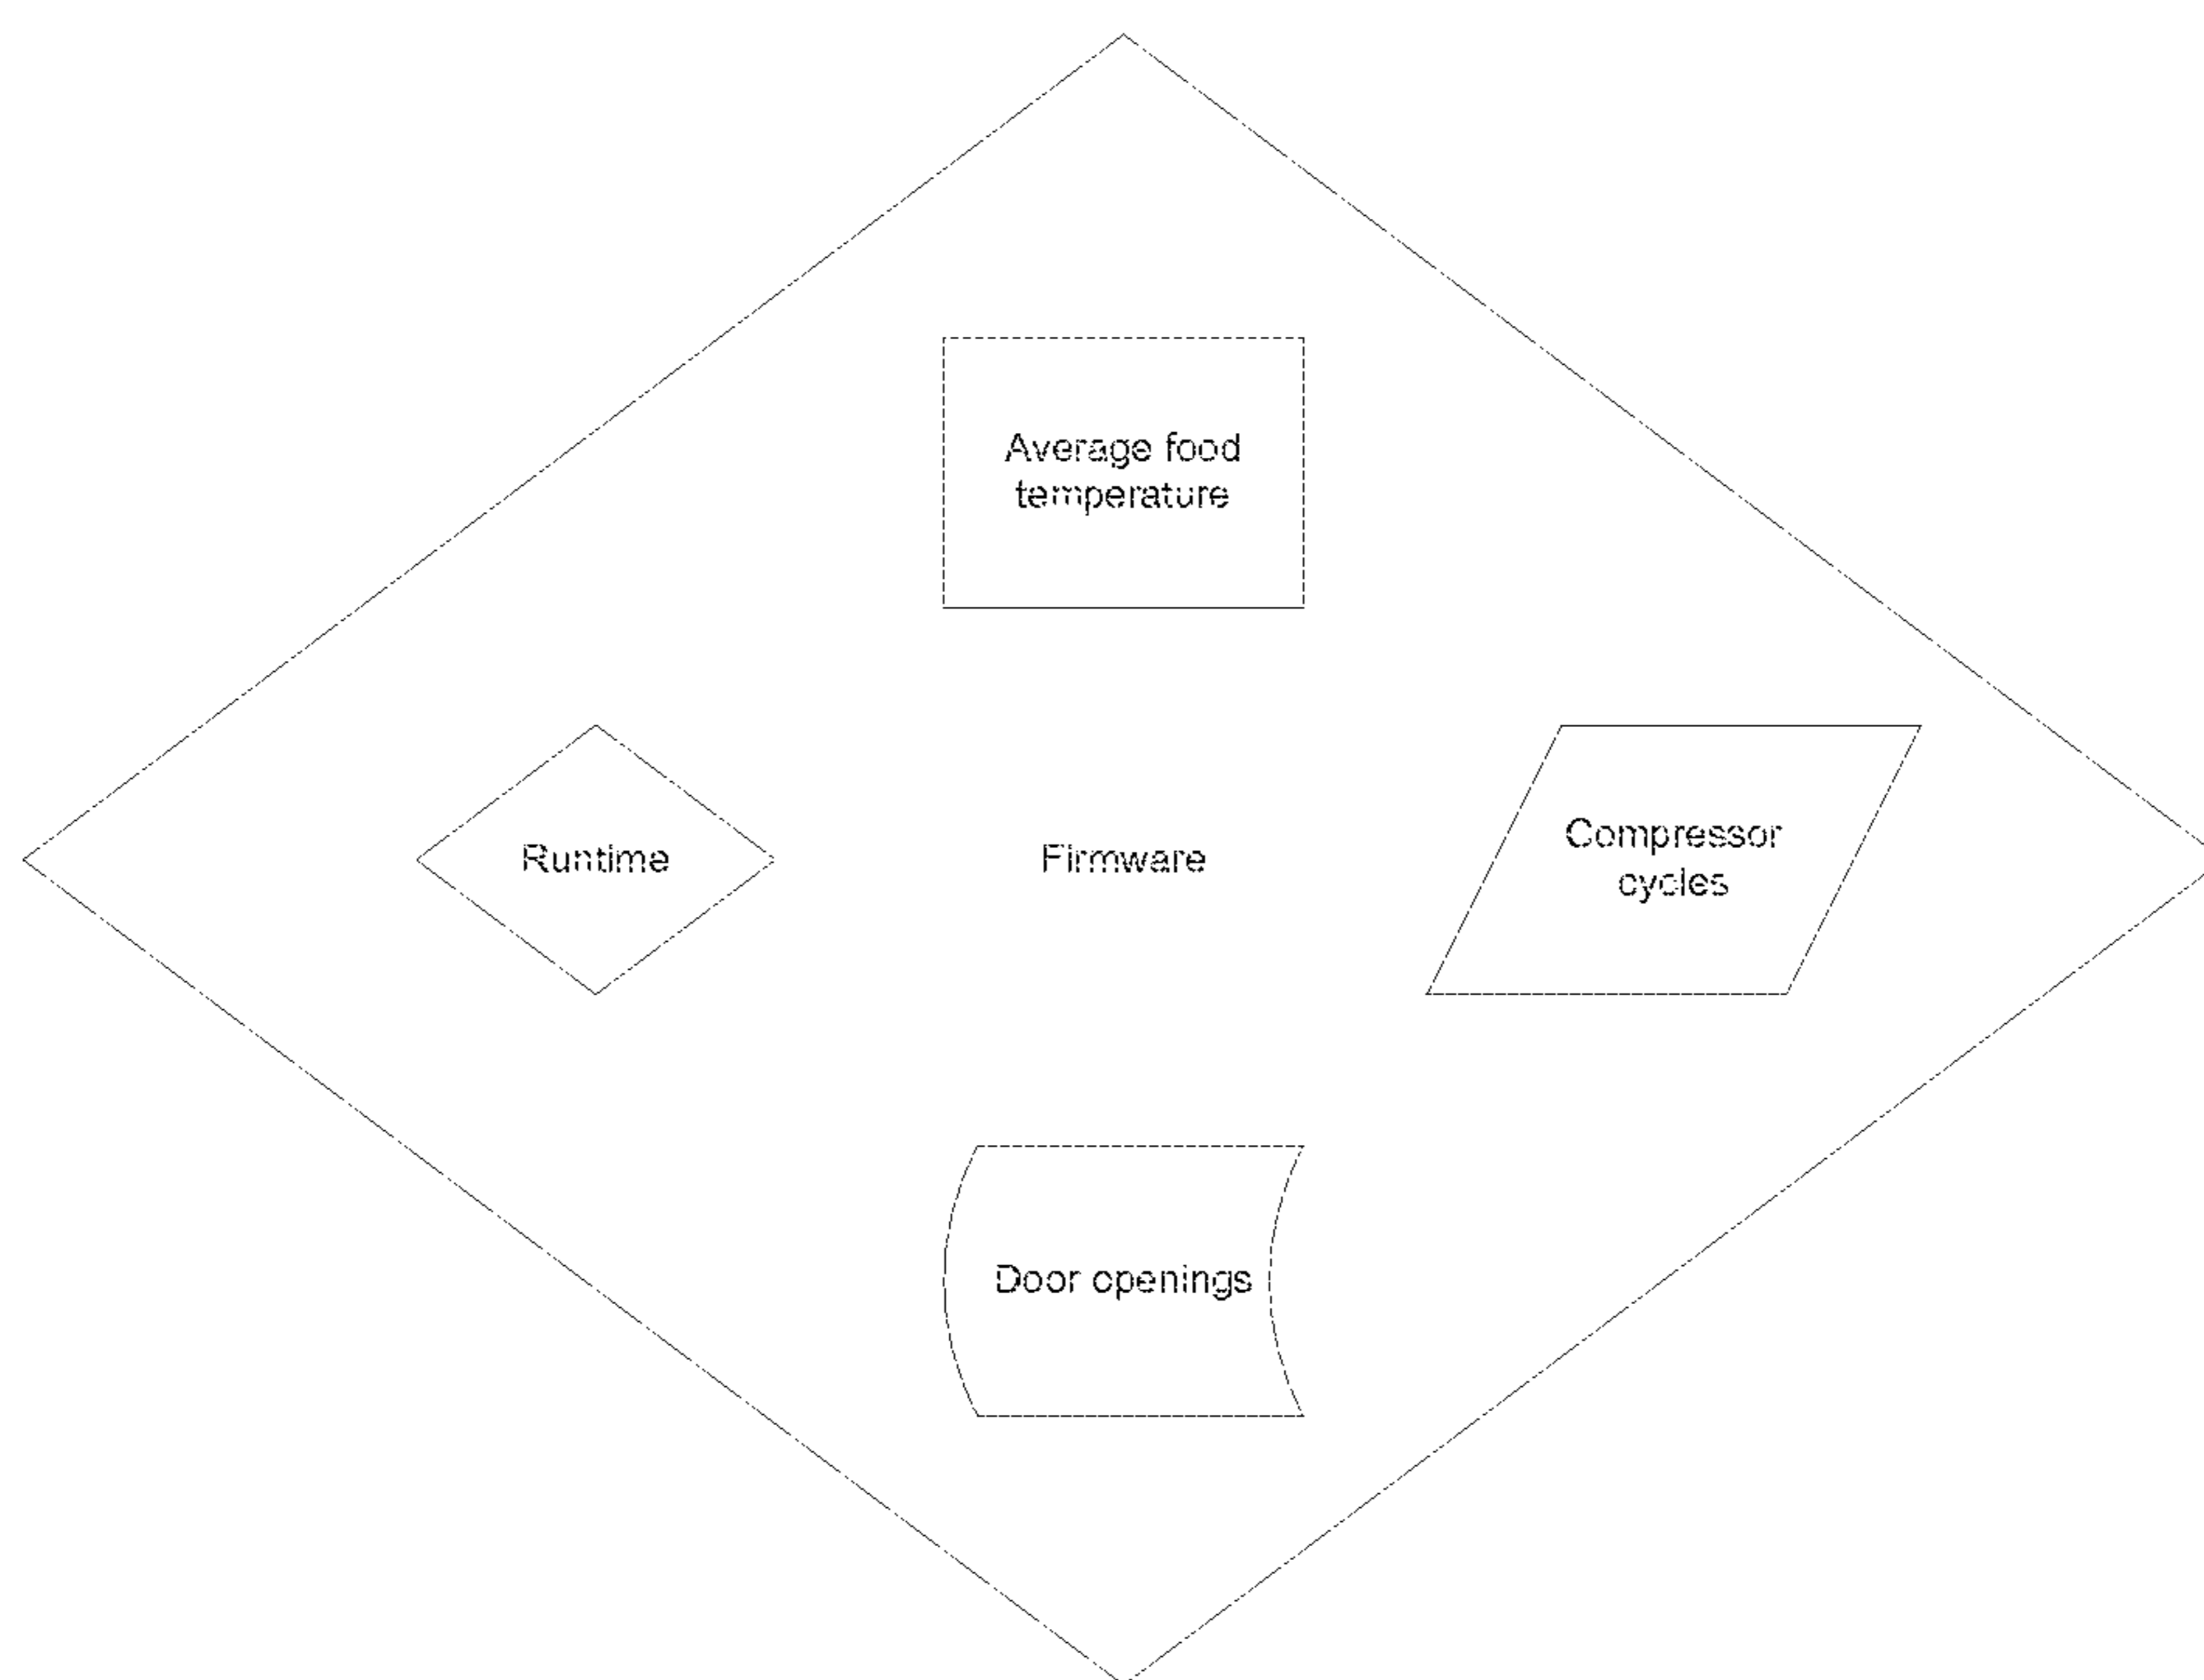 Average food
temperature
Runtime
Firmware
Compressor
cycles
Door openings